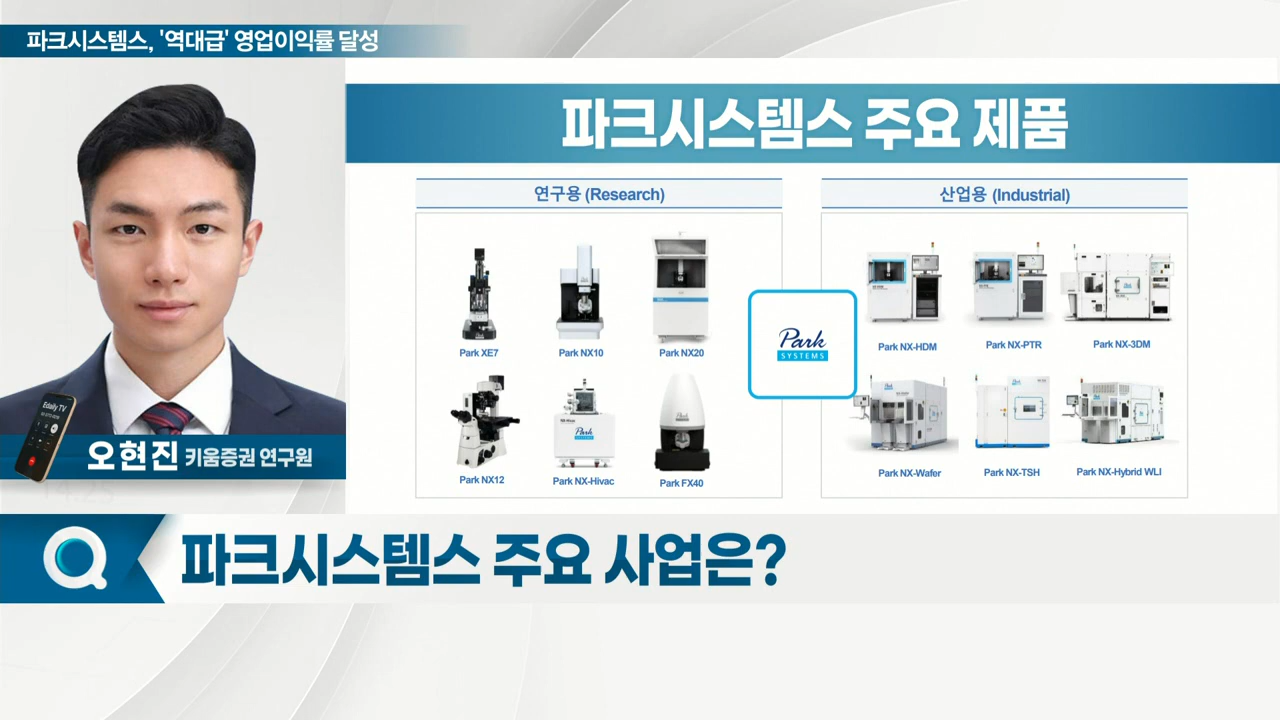 파크시스템스, '역대급' 영업이익률 달성
파크시스템스 주요 제품
연구용 (Research)
산업용 (Industrial)
Park XE7
Park NX10
Park NX20
Park NX12
Park NX-Hivac
Park FX40
Park
SYSTEMS
Park NX-HDM
Park NX-PTR
Park NX-3DM
Park NX-Wafer
Park NX-TSH
Park NX-Hybrid WLI
Edaily TV
오현진 키움증권 연구원
14:25
파크시스템스 주요 사업은?